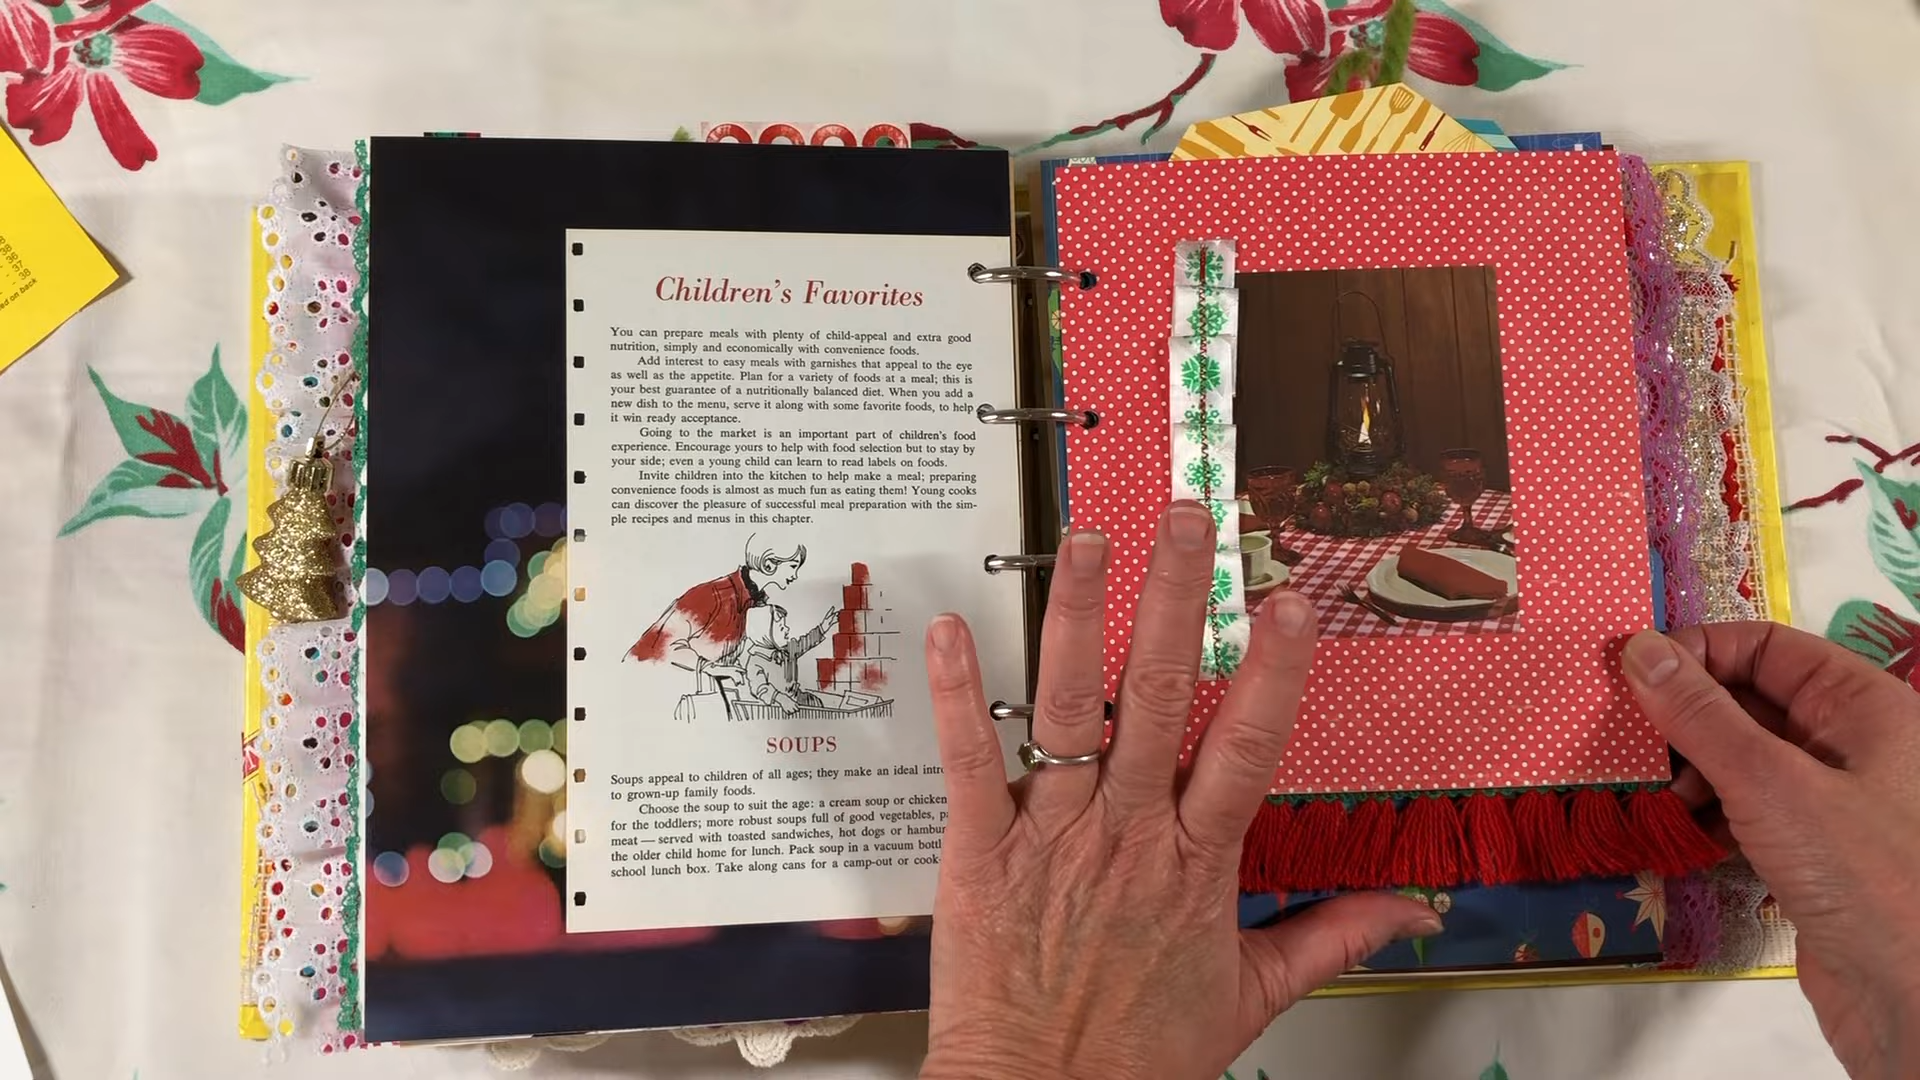 ed on back
Children's Favorites
You can prepare meals with plenty of child-appeal and extra good
nutrition, simply and economically with convenience foods.
Add interest to easy meals with garnishes that appeal to the eye
as well as the appetite. Plan for a variety of foods at a meal; this is
your best guarantee of a nutritionally balanced diet. When you add a
new dish to the menu, serve it along with some favorite foods, to help
it win ready acceptance.
Going to the market is an important part of children's food
experience. Encourage yours to help with food selection but to stay by
your side; even a young child can learn to read labels on foods.
Invite children into the kitchen to help make a meal; preparing
convenience foods is almost as much fun as eating them! Young cooks
can discover the pleasure of successful meal preparation with the sim-
ple recipes and menus in this chapter.
SOUPS
Soups appeal to children of all ages; they make an ideal intro
to grown-up family foods.
Choose the soup to suit the age: a cream soup or chicken
for the toddlers; more robust soups full of good vegetables,
meat — served with toasted sandwiches, hot dogs or hambur
the older child home for lunch. Pack soup in a vacuum bottl
school lunch box. Take along cans for a camp-out or cook-